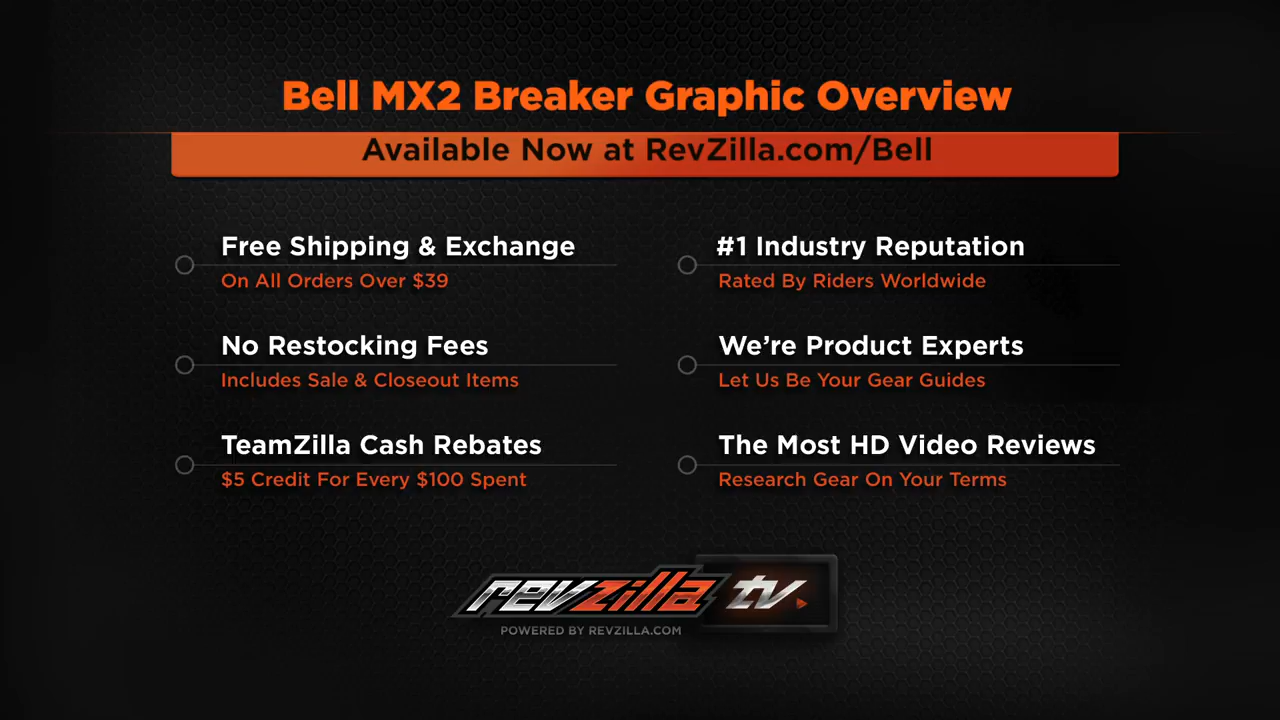 Bell MX2 Breaker Graphic Overview
Available Now at RevZilla.com/Bell
Free Shipping & Exchange
On All Orders Over $39
No Restocking Fees
Includes Sale & Closeout Items
TeamZilla Cash Rebates
$5 Credit For Every $100 Spent
#1 Industry Reputation
Rated By Riders Worldwide
We're Product Experts
Let Us Be Your Gear Guides
The Most HD Video Reviews
Research Gear On Your Terms
revzilla tv
POWERED BY REVZILLA.COM